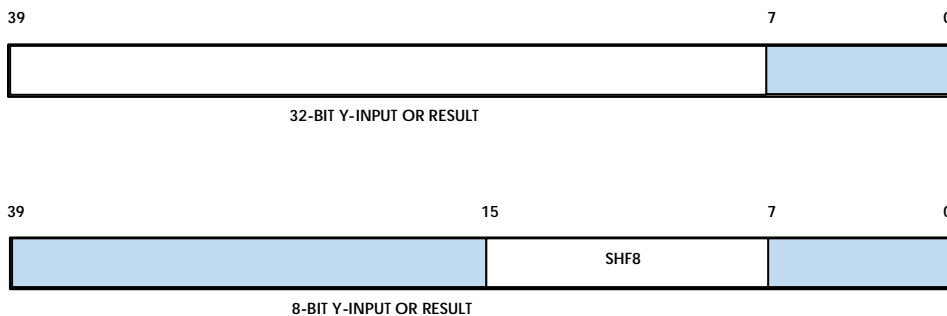 39 7 0
32-BIT Y-INPUT OR RESULT
39 15 7 0
SHF8
8-BIT Y-INPUT OR RESULT